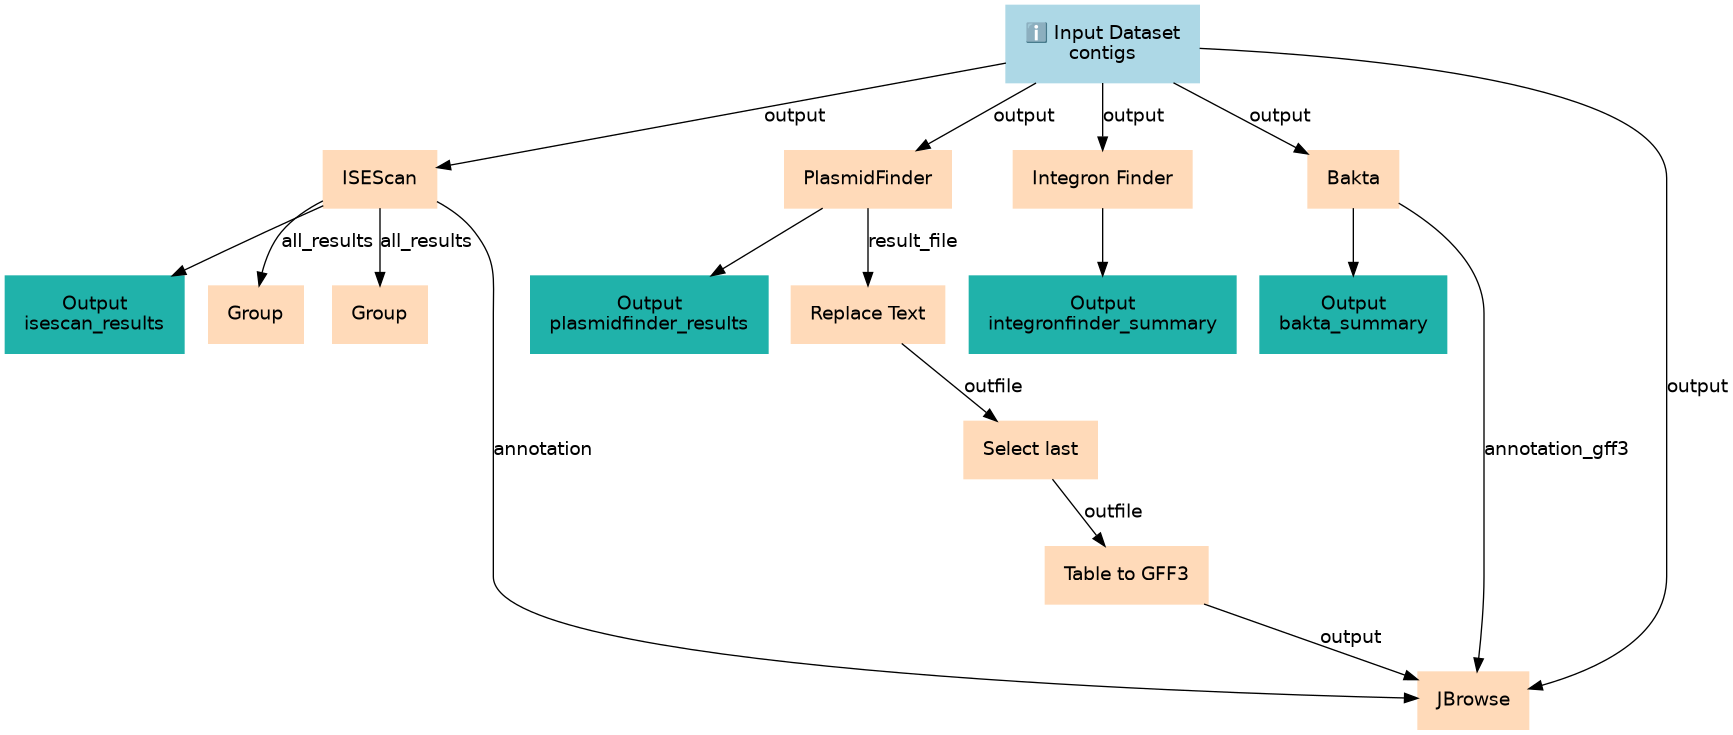 ℹ️ Input Dataset
contigs
output
output
output
output
ISEScan
PlasmidFinder
Integron Finder
Bakta
all_results
all_results
result_file
Output
isescan_results
Group
Group
Output
plasmidfinder_results
Replace Text
Output
integronfinder_summary
Output
bakta_summary
outfile
output
Select last
annotation
annotation_gff3
outfile
Table to GFF3
output
JBrowse